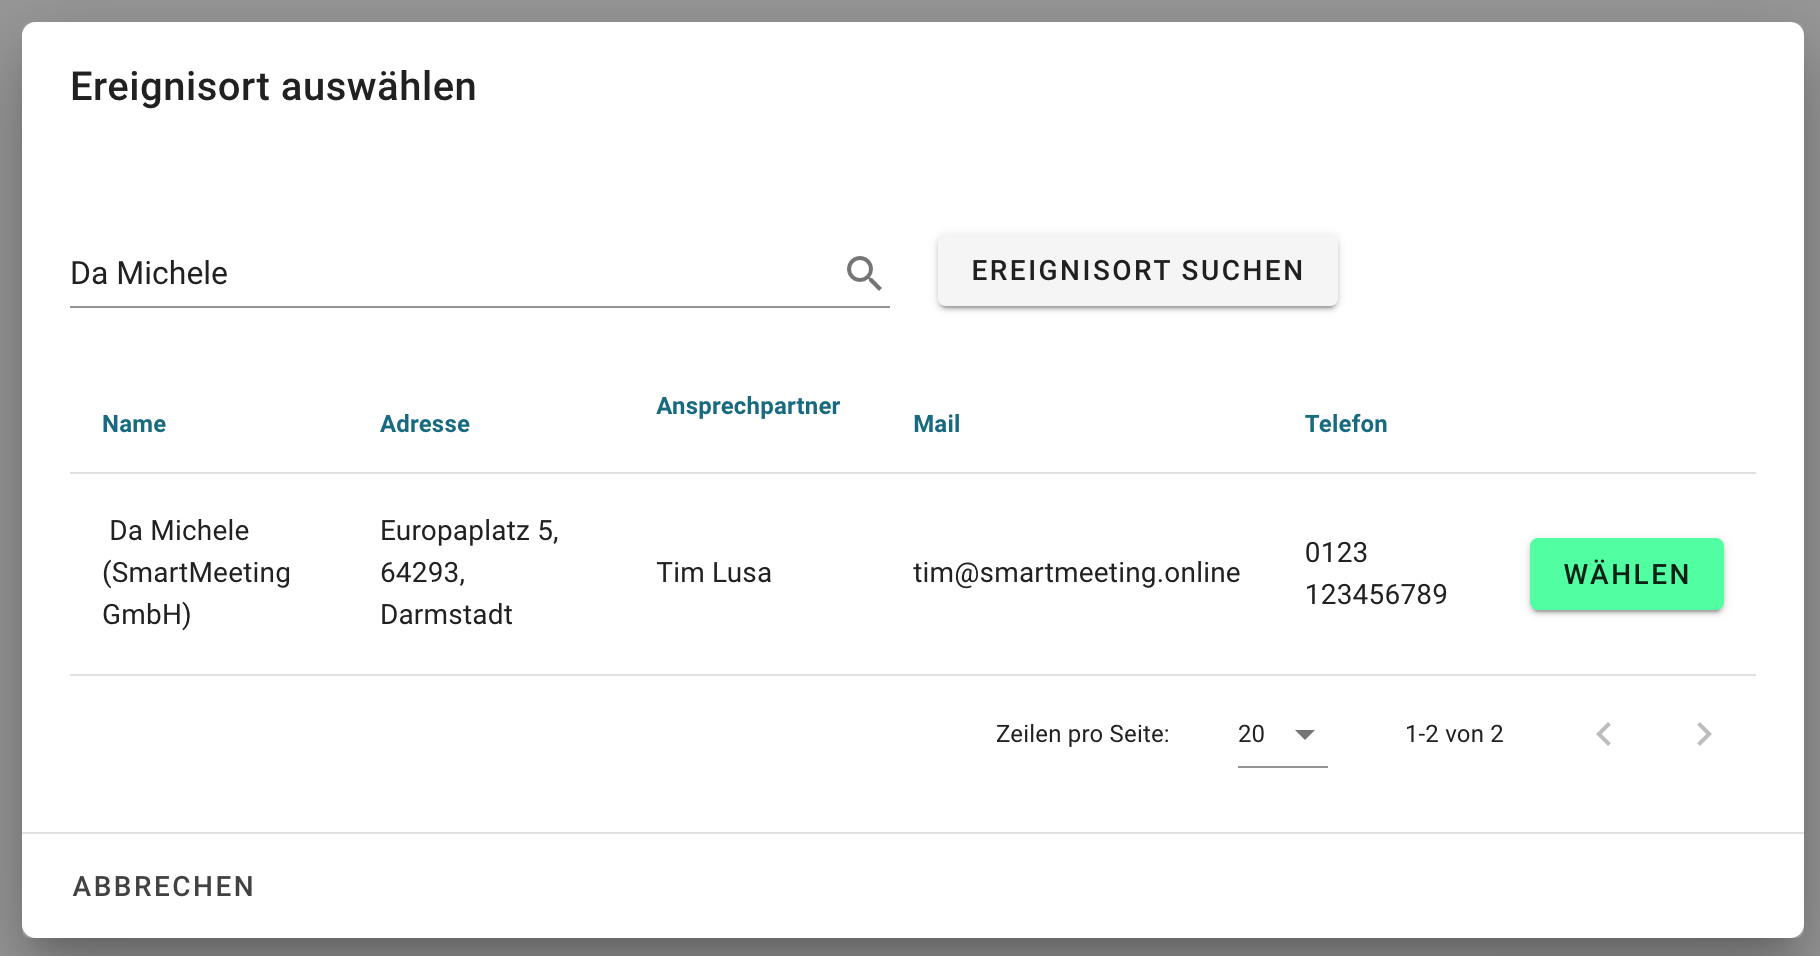 Ereignisort auswählen
Da Michele
EREIGNISORT SUCHEN
Name Adresse Ansprechpartner Mail Telefon
Da Michele
(SmartMeeting
GmbH)
Europaplatz 5,
64293,
Darmstadt
Tim Lusa
tim@smartmeeting.online
0123
123456789
WÄHLEN
Zeilen pro Seite: 20 1-2 von 2
ABBRECHEN